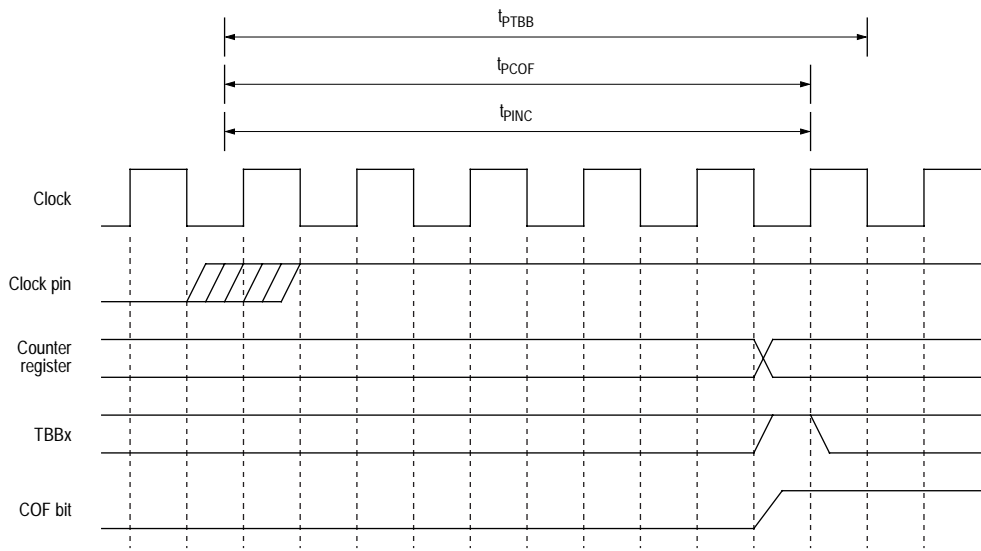 tPTBB
tPCOF
tPINC
Clock
Clock pin
Counter
register
TBBx
COF bit